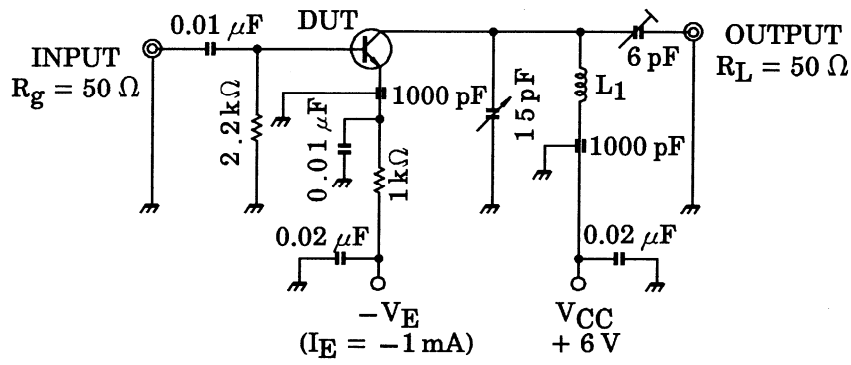 0.01 μF
DUT
INPUT
Rg = 50 Ω
OUTPUT
RL = 50 Ω
6 pF
L1
15 pF
1000 pF
2.2kΩ
0.01 μF
1kΩ
1000 pF
0.02 μF
0.02 μF
−VE
(IE = −1 mA)
VCC
+ 6 V